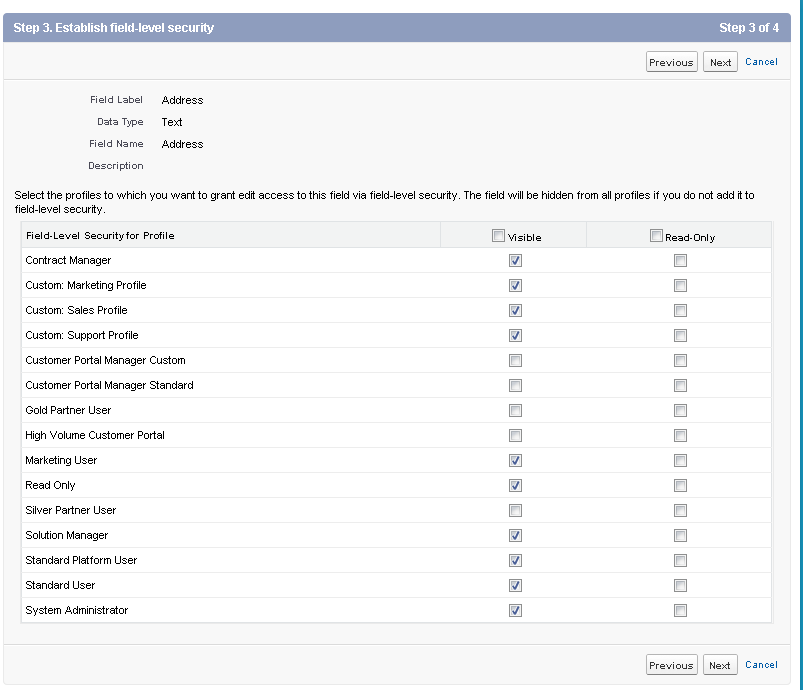 Step 3. Establish field-level security Step 3 of 4
Previous Next Cancel
Field Label Address
Data Type Text
Field Name Address
Description
Select the profiles to which you want to grant edit access to this field via field-level security. The field will be hidden from all profiles if you do not add it to
field-level security.
Field-Level Security for Profile Visible Read-Only
Contract Manager
Custom: Marketing Profile
Custom: Sales Profile
Custom: Support Profile
Customer Portal Manager Custom
Customer Portal Manager Standard
Gold Partner User
High Volume Customer Portal
Marketing User
Read Only
Silver Partner User
Solution Manager
Standard Platform User
Standard User
System Administrator
Previous Next Cancel